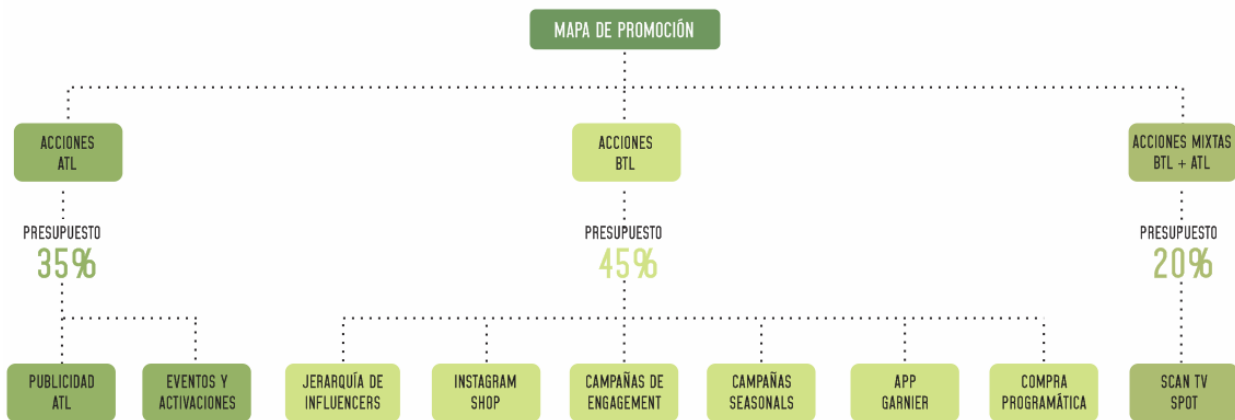 MAPA DE PROMOCIÓN
ACCIONES
ATL
ACCIONES
BTL
ACCIONES MIXTAS
BTL + ATL
PRESUPUESTO
35%
PRESUPUESTO
45%
PRESUPUESTO
20%
PUBLICIDAD
ATL
EVENTOS Y
ACTIVACIONES
JERARQUÍA DE
INFLUENCERS
INSTAGRAM
SHOP
CAMPAÑAS DE
ENGAGEMENT
CAMPAÑAS
SEASONALS
APP
GARNIER
COMPRA
PROGRAMÁTICA
SCAN TV
SPOT